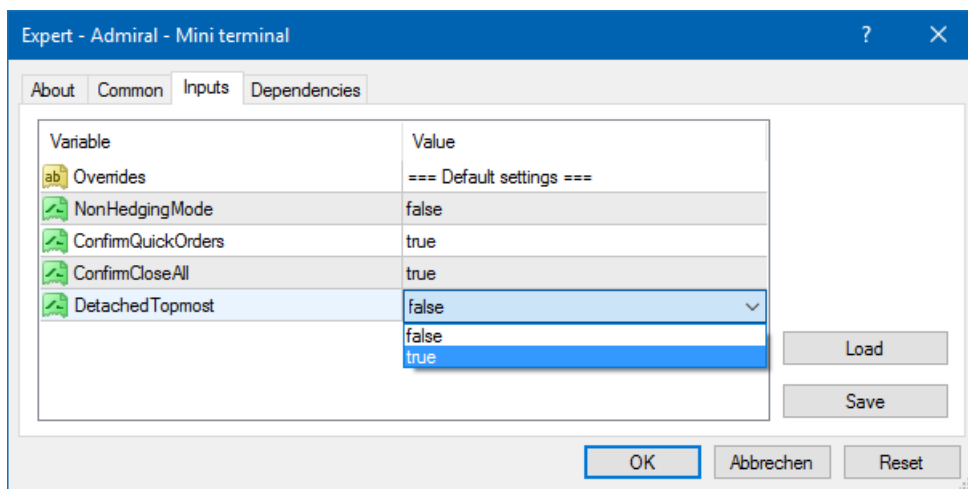 Expert - Admiral - Mini terminal ?
About Common Inputs Dependencies
Variable Value
ab Overrides === Default settings ===
NonHedgingMode false
ConfirmQuickOrders true
ConfirmCloseAll true
DetachedTopmost false
false
true
Load
Save
OK Abbrechen Reset